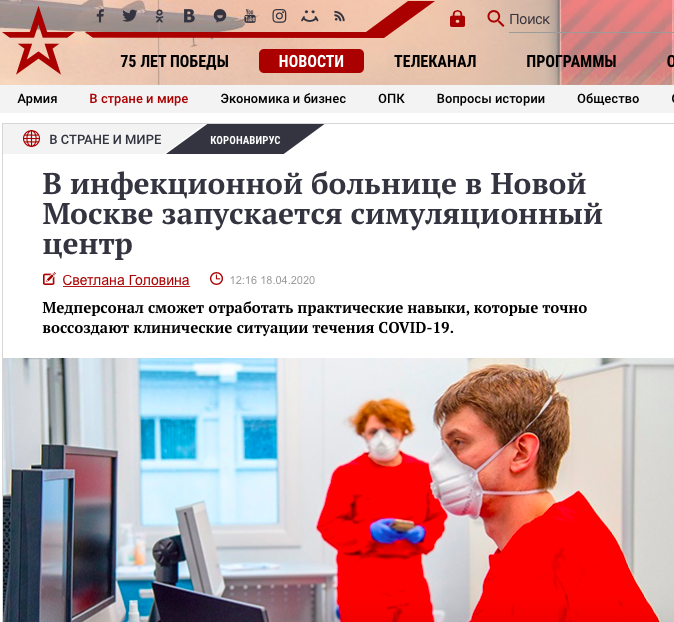 Поиск
75 ЛЕТ ПОБЕДЫ НОВОСТИ ТЕЛЕКАНАЛ ПРОГРАММЫ
Армия В стране и мире Экономика и бизнес ОПК Вопросы истории Общество
В СТРАНЕ И МИРЕ КОРОНАВИРУС
В инфекционной больнице в Новой
Москве запускается симуляционный
центр
Светлана Головина 12:16 18.04.2020
Медперсонал сможет отработать практические навыки, которые точно
воссоздают клинические ситуации течения COVID-19.